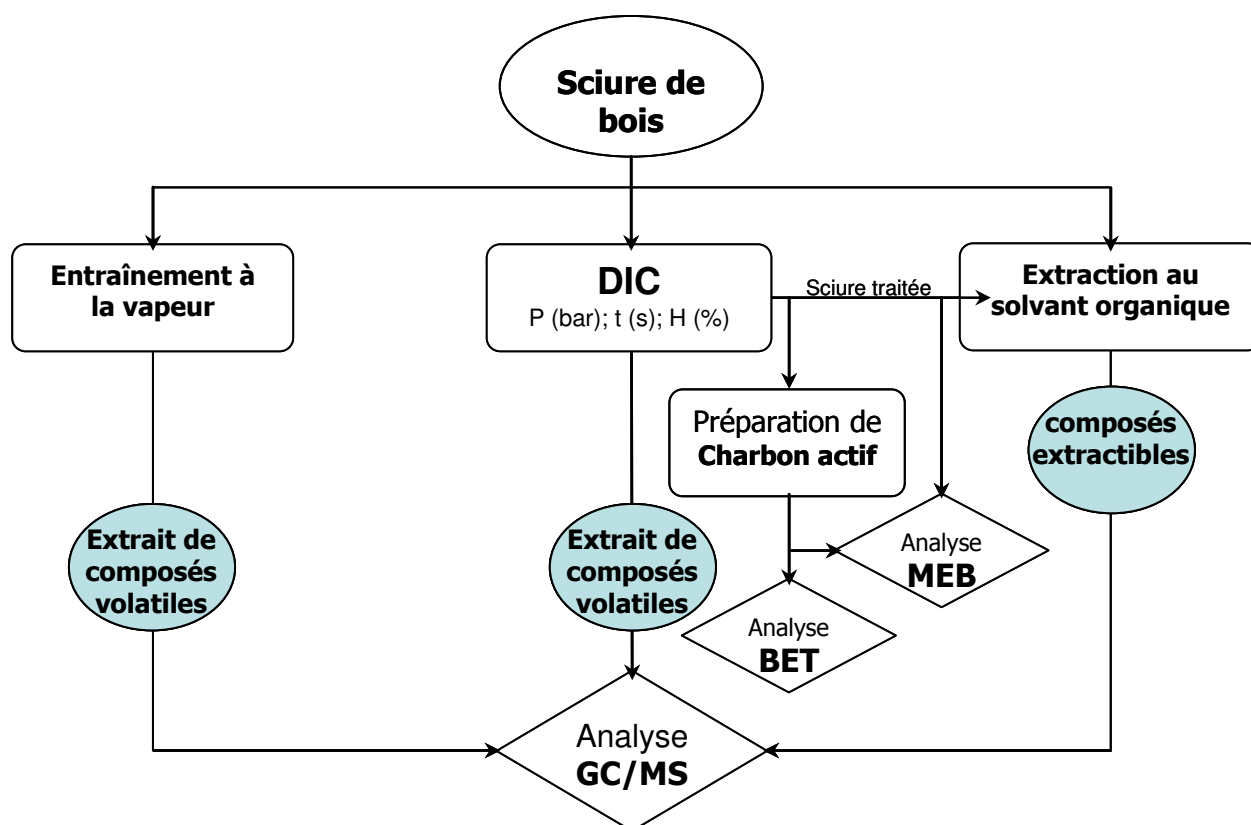 Sciure de
bois
Entraînement à
la vapeur
DIC
P (bar); t (s); H (%)
Sciure traitée
Extraction au
solvant organique
Préparation de
Charbon actif
composés
extractibles
Extrait de
composés
volatiles
Extrait de
composés
volatiles
Analyse
MEB
Analyse
BET
Analyse
GC/MS